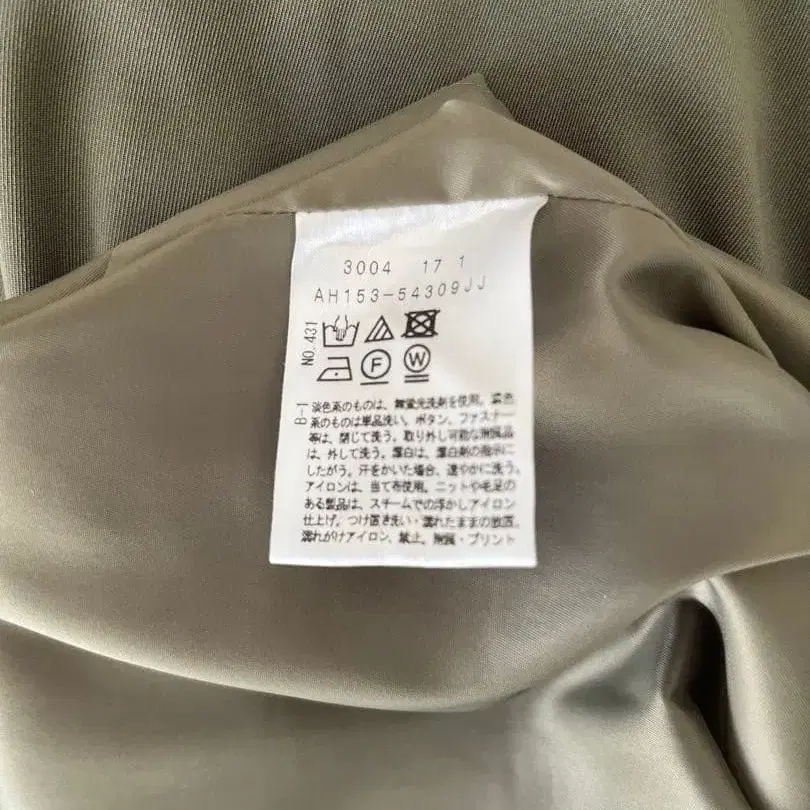 3004 17 1
AH153-54309JJ
NO.431
F W
B-1
淡色系のものは、無蛍光洗剤を使用。濃色
系のものは単品洗い。ボタン、ファスナー
等は、閉じて洗う。取り外し可能な附属品
は、外して洗う。漂白は、漂白剤の指示に
したがう。汗をかいた場合、速やかに洗う。
アイロンは、当て布使用。ニットや毛足の
ある製品は、スチームでの浮かしアイロン
仕上げ。つけ置き洗い・濡れたままの放置、
濡れがけアイロン、禁止。附属・プリント